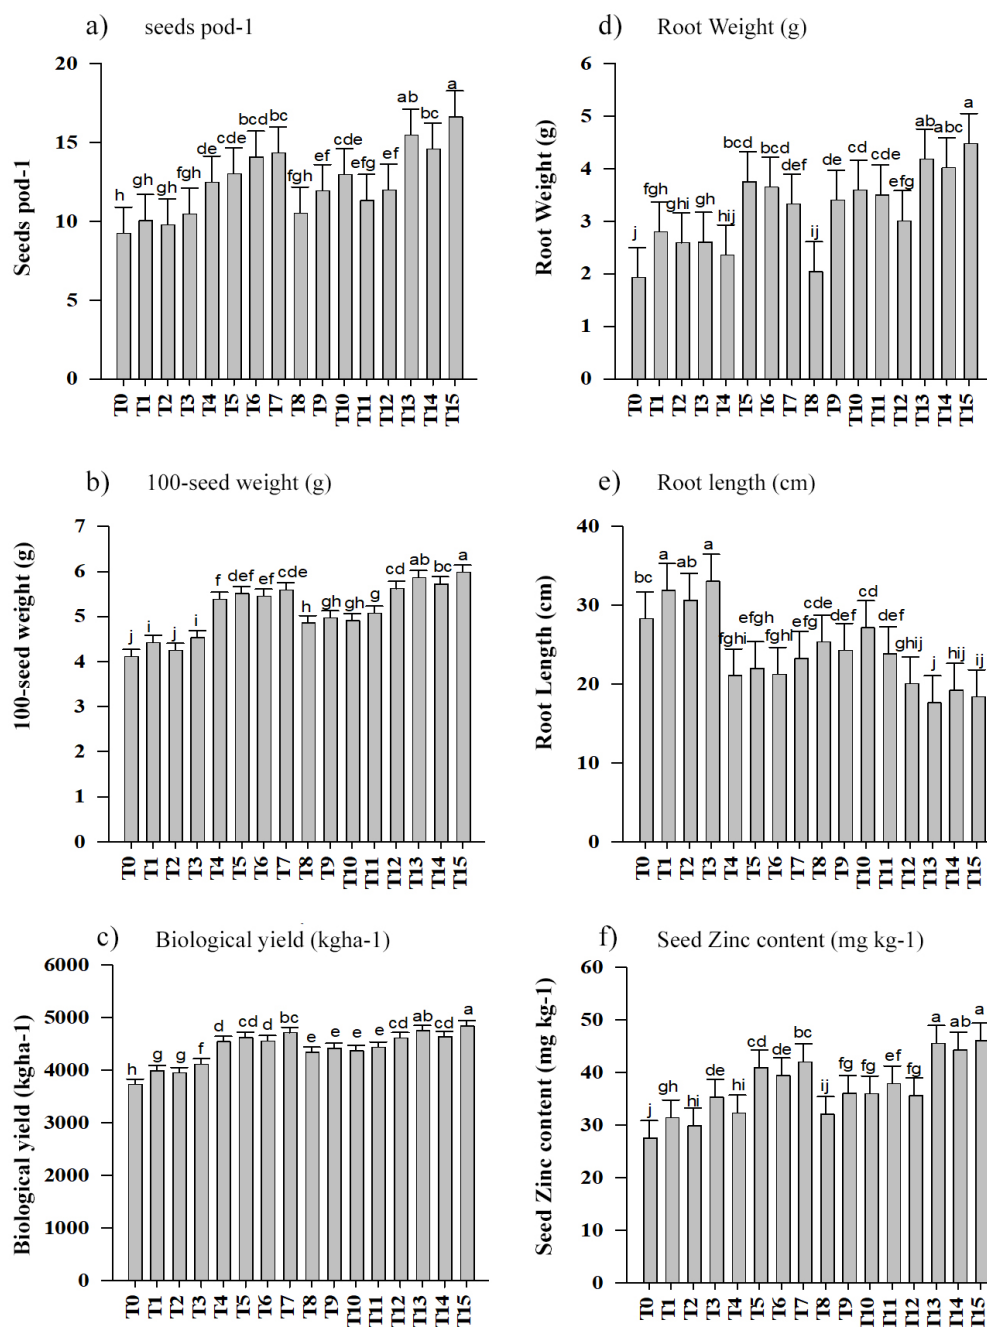 a) seeds pod-1
Seeds pod-1
20
15
10
5
0
h gh gh fgh de cde bcd bc fgh ef cde efg ef ab bc a
T0 T1 T2 T3 T4 T5 T6 T7 T8 T9 T10 T11 T12 T13 T14 T15
d) Root Weight (g)
Root Weight (g)
6
5
4
3
2
1
0
j fgh ghi gh hij bcd bcd def ij de cd cde efg ab abc a
T0 T1 T2 T3 T4 T5 T6 T7 T8 T9 T10 T11 T12 T13 T14 T15
b) 100-seed weight (g)
100-seed weight (g)
7
6
5
4
3
2
1
0
j i j i f def ef cde h gh gh g cd ab bc a
T0 T1 T2 T3 T4 T5 T6 T7 T8 T9 T10 T11 T12 T13 T14 T15
e) Root length (cm)
Root Length (cm)
40
30
20
10
0
bc a ab a fghi efgh fghi efg cde def cd def ghij j hij ij
T0 T1 T2 T3 T4 T5 T6 T7 T8 T9 T10 T11 T12 T13 T14 T15
c) Biological yield (kgha-1)
Biological yield (kgha-1)
6000
5000
4000
3000
2000
1000
0
h g g f d cd d bc e e e e cd ab cd a
T0 T1 T2 T3 T4 T5 T6 T7 T8 T9 T10 T11 T12 T13 T14 T15
f) Seed Zinc content (mg kg-1)
Seed Zinc content (mg kg-1)
60
50
40
30
20
10
0
j gh hi de hi cd de bc ij fg fg ef fg a ab a
T0 T1 T2 T3 T4 T5 T6 T7 T8 T9 T10 T11 T12 T13 T14 T15